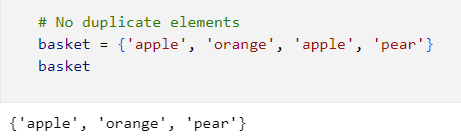 # No duplicate elements
basket = {'apple', 'orange', 'apple', 'pear'}
basket
{'apple', 'orange', 'pear'}